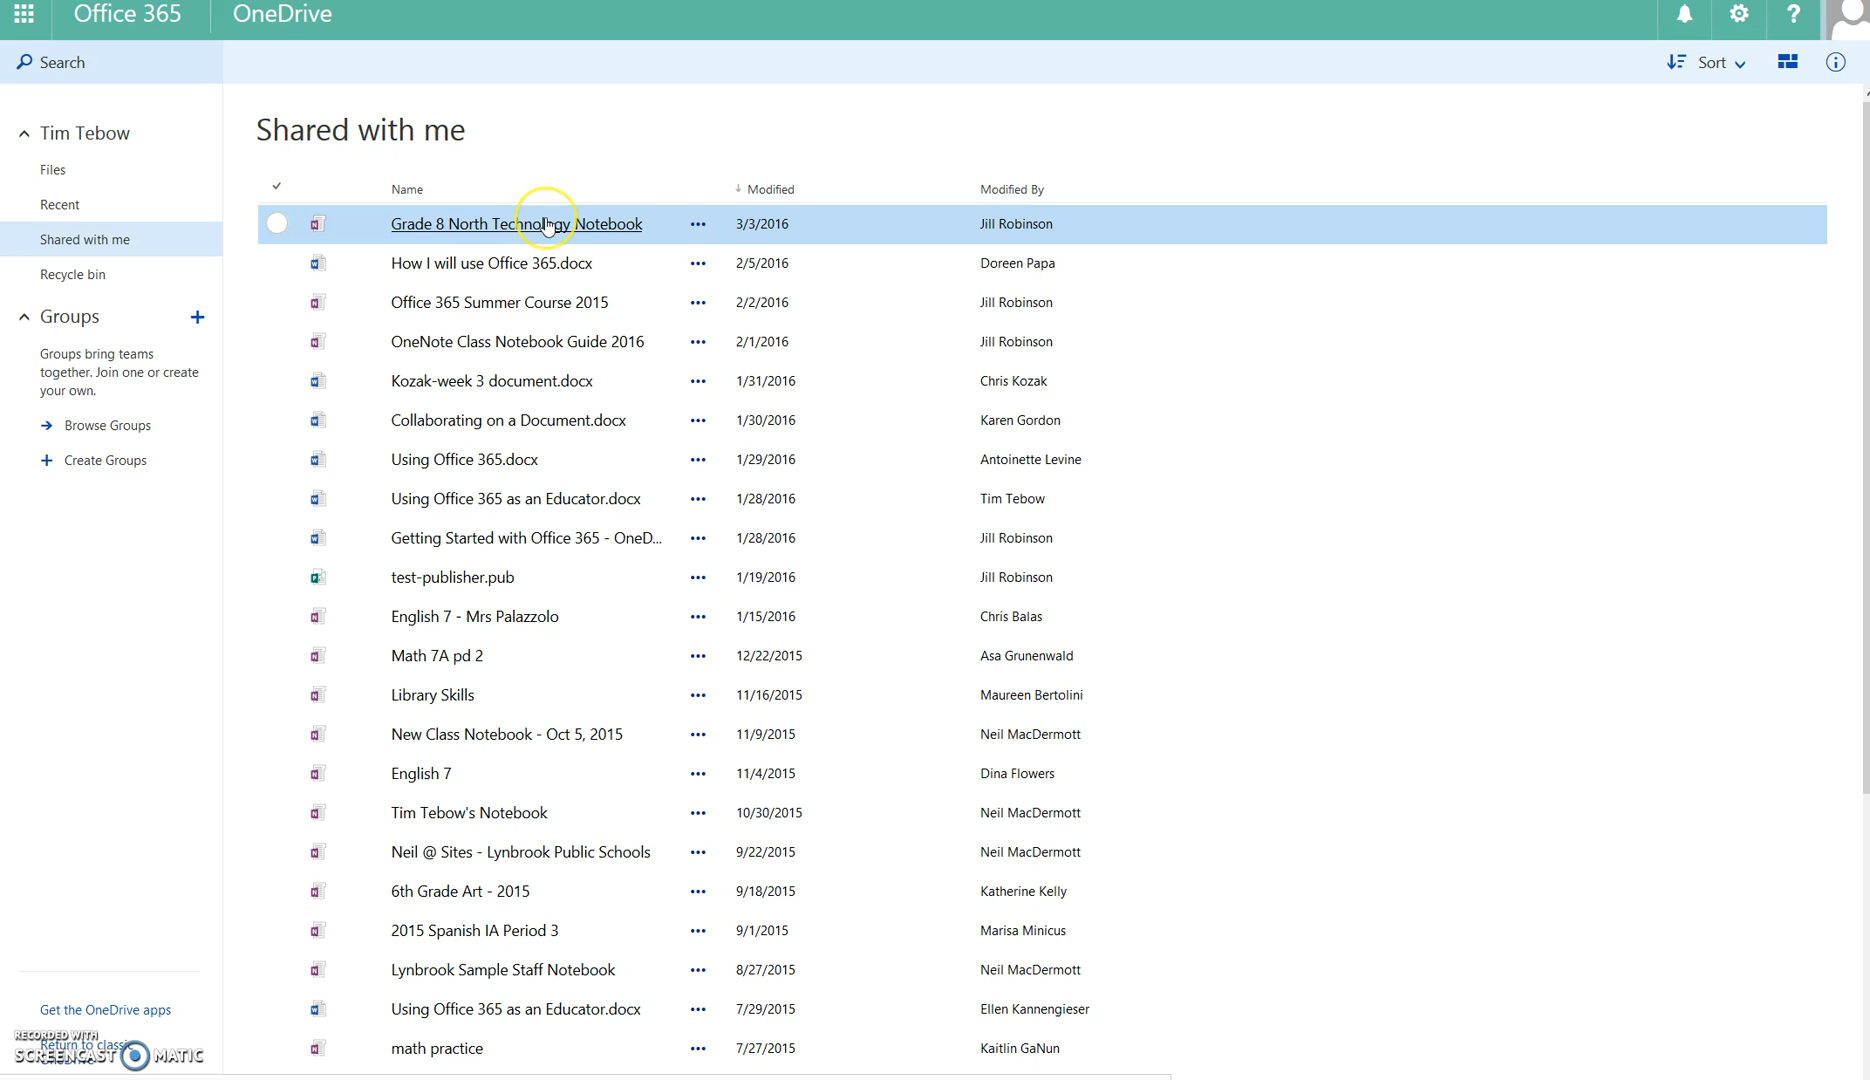 Office 365
OneDrive
?
Search
Sort
Tim Tebow
Files
Recent
Shared with me
Recycle bin
Groups
Groups bring teams
together. Join one or create
your own.
Browse Groups
Create Groups
Get the OneDrive apps
Return to classic
OneDrive
RECORDED WITH
SCREENCAST MATIC
Shared with me
Name Modified Modified By
Grade 8 North Technology Notebook ••• 3/3/2016 Jill Robinson
How I will use Office 365.docx ••• 2/5/2016 Doreen Papa
Office 365 Summer Course 2015 ••• 2/2/2016 Jill Robinson
OneNote Class Notebook Guide 2016 ••• 2/1/2016 Jill Robinson
Kozak-week 3 document.docx ••• 1/31/2016 Chris Kozak
Collaborating on a Document.docx ••• 1/30/2016 Karen Gordon
Using Office 365.docx ••• 1/29/2016 Antoinette Levine
Using Office 365 as an Educator.docx ••• 1/28/2016 Tim Tebow
Getting Started with Office 365 - OneD... ••• 1/28/2016 Jill Robinson
test-publisher.pub ••• 1/19/2016 Jill Robinson
English 7 - Mrs Palazzolo ••• 1/15/2016 Chris Balas
Math 7A pd 2 ••• 12/22/2015 Asa Grunenwald
Library Skills ••• 11/16/2015 Maureen Bertolini
New Class Notebook - Oct 5, 2015 ••• 11/9/2015 Neil MacDermott
English 7 ••• 11/4/2015 Dina Flowers
Tim Tebow's Notebook ••• 10/30/2015 Neil MacDermott
Neil @ Sites - Lynbrook Public Schools ••• 9/22/2015 Neil MacDermott
6th Grade Art - 2015 ••• 9/18/2015 Katherine Kelly
2015 Spanish IA Period 3 ••• 9/1/2015 Marisa Minicus
Lynbrook Sample Staff Notebook ••• 8/27/2015 Neil MacDermott
Using Office 365 as an Educator.docx ••• 7/29/2015 Ellen Kannengieser
math practice ••• 7/27/2015 Kaitlin GaNun